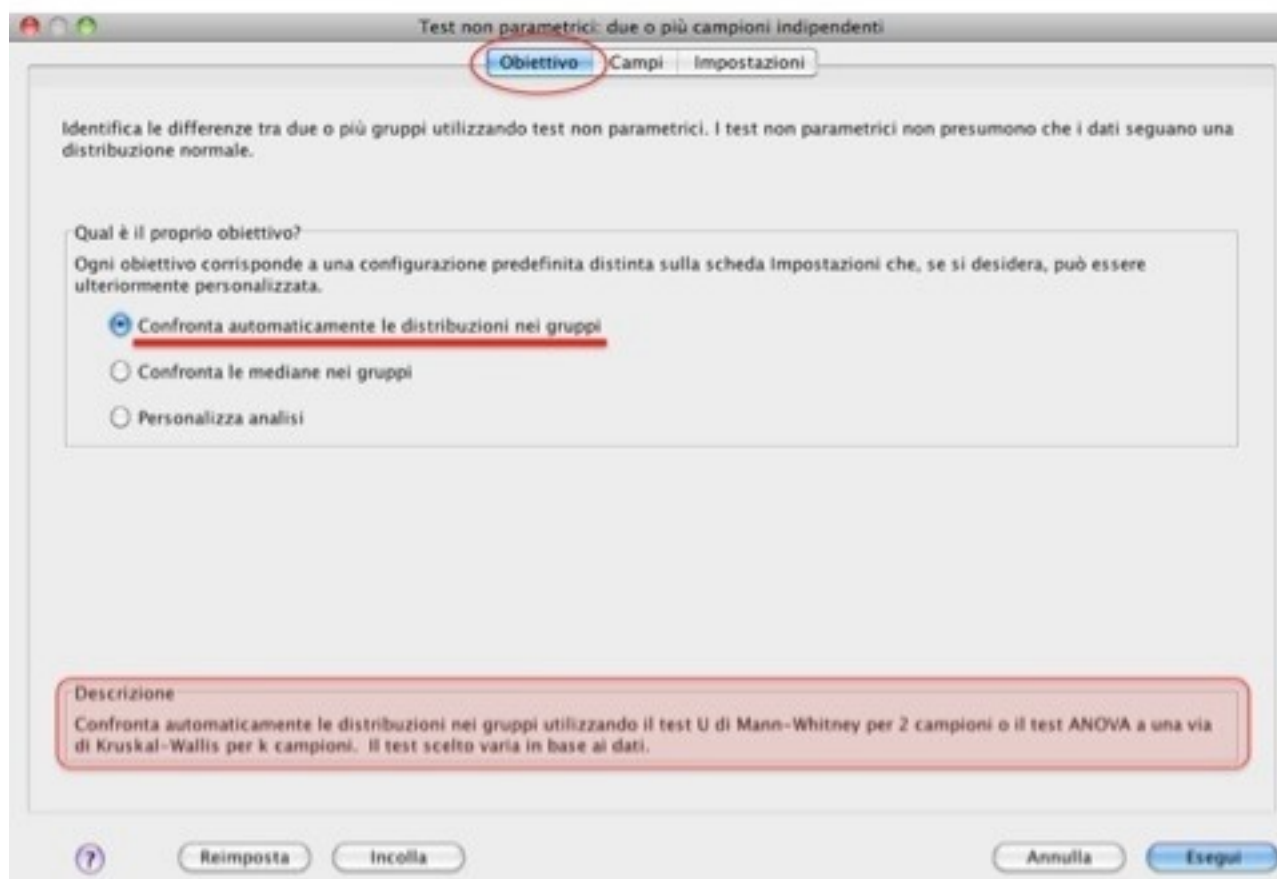 Test non parametrici: due o più campioni indipendenti
Obiettivo Campi Impostazioni
Identifica le differenze tra due o più gruppi utilizzando test non parametrici. I test non parametrici non presumono che i dati seguano una
distribuzione normale.
Qual è il proprio obiettivo?
Ogni obiettivo corrisponde a una configurazione predefinita distinta sulla scheda Impostazioni che, se si desidera, può essere
ulteriormente personalizzata.
Confronta automaticamente le distribuzioni nei gruppi
Confronta le mediane nei gruppi
Personalizza analisi
Descrizione
Confronta automaticamente le distribuzioni nei gruppi utilizzando il test U di Mann-Whitney per 2 campioni o il test ANOVA a una via
di Kruskal-Wallis per k campioni. Il test scelto varia in base ai dati.
? Reimposta Incolla Annulla Esegui